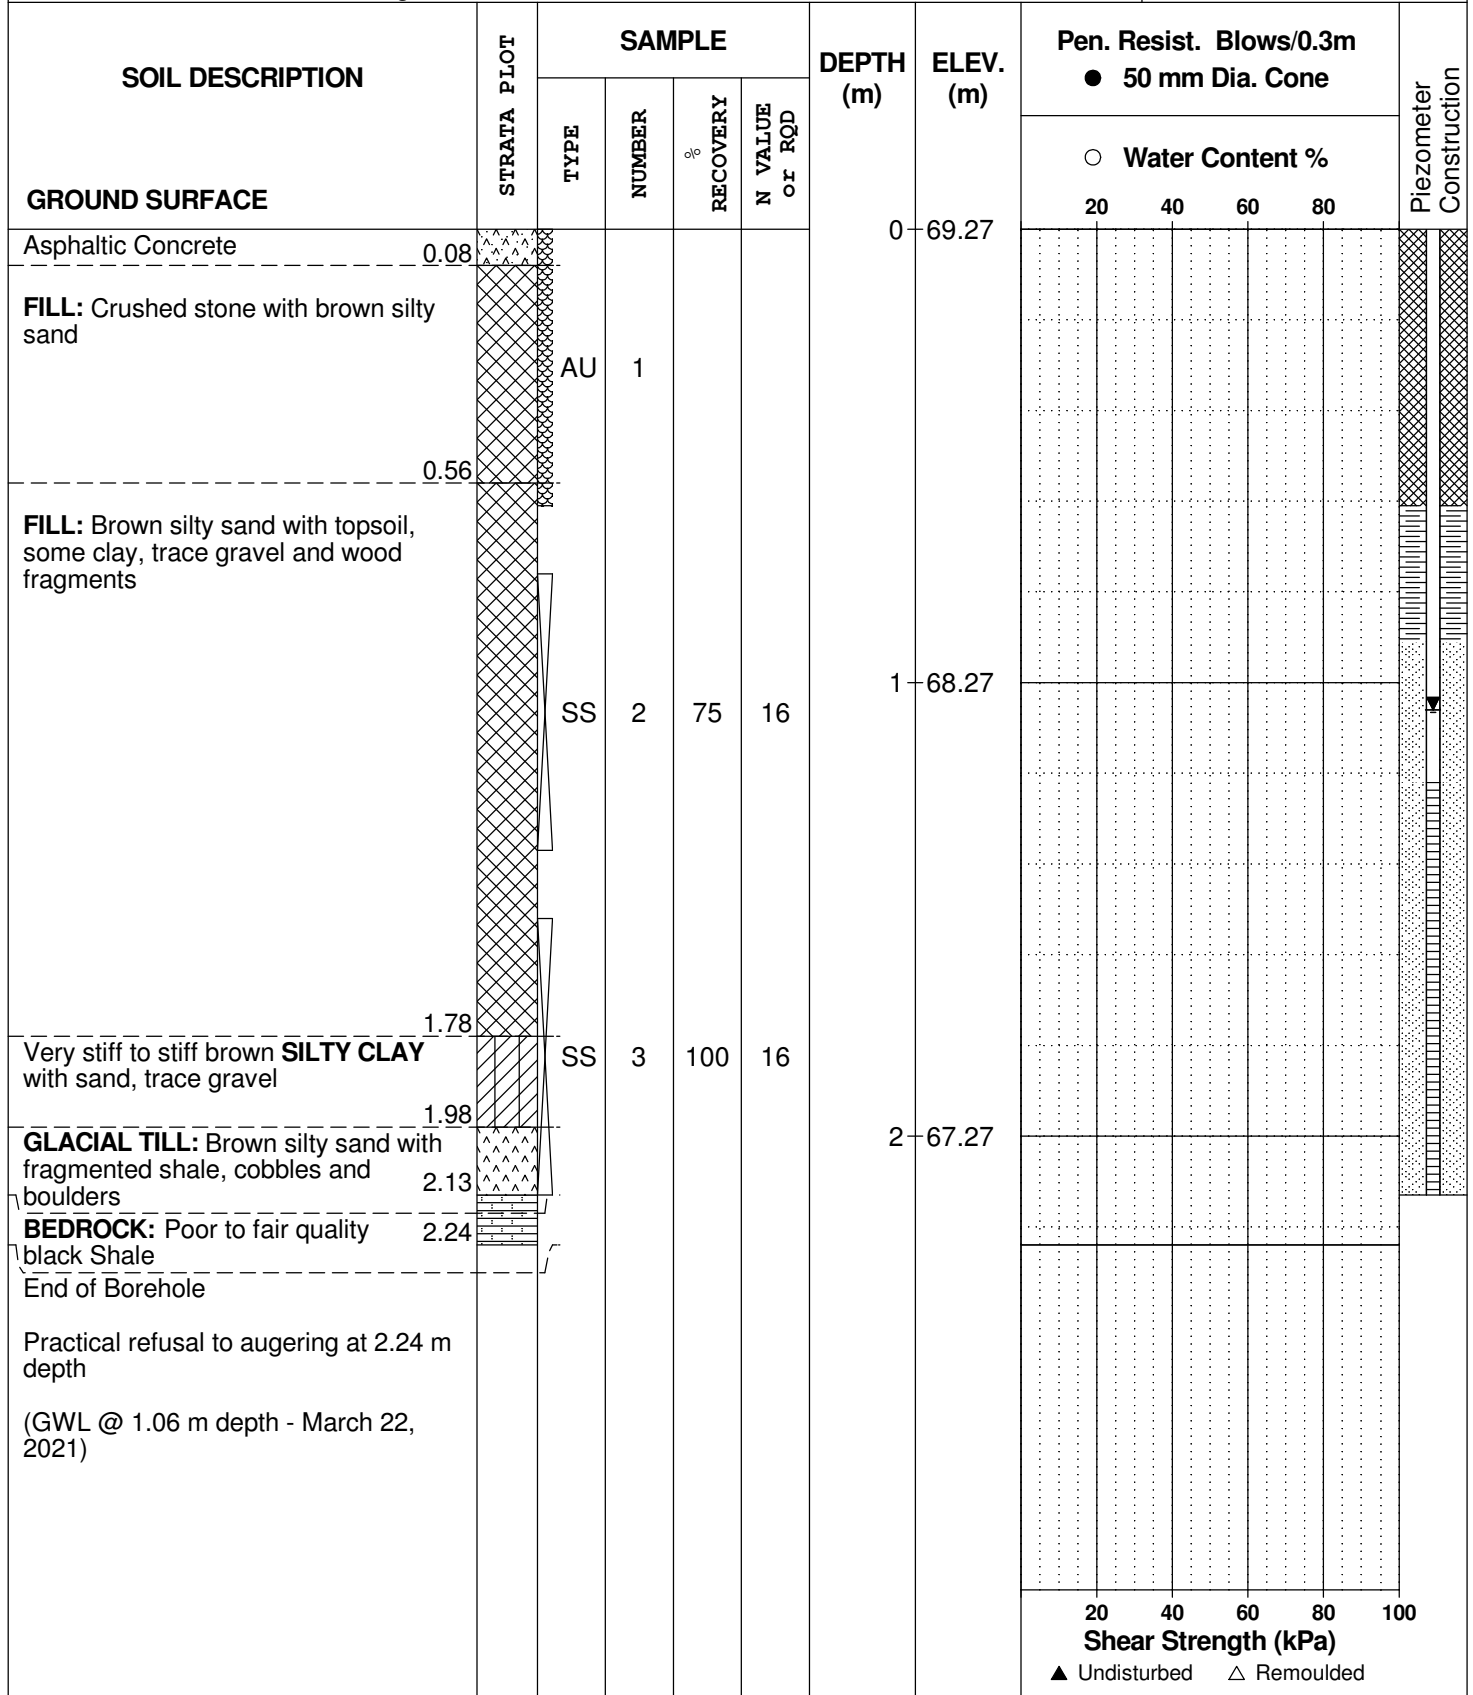 SOIL DESCRIPTION
GROUND SURFACE
STRATA PLOT
SAMPLE
TYPE
NUMBER
%
RECOVERY
N VALUE
or RQD
DEPTH
(m)
ELEV.
(m)
Pen. Resist. Blows/0.3m
● 50 mm Dia. Cone
○ Water Content %
20 40 60 80
Piezometer
Construction
0 69.27
Asphaltic Concrete 0.08
FILL: Crushed stone with brown silty
sand
AU 1
0.56
FILL: Brown silty sand with topsoil,
some clay, trace gravel and wood
fragments
1 68.27
SS 2 75 16
1.78
Very stiff to stiff brown SILTY CLAY
with sand, trace gravel
SS 3 100 16
1.98
2 67.27
GLACIAL TILL: Brown silty sand with
fragmented shale, cobbles and
boulders 2.13
BEDROCK: Poor to fair quality
black Shale 2.24
End of Borehole
Practical refusal to augering at 2.24 m
depth
(GWL @ 1.06 m depth - March 22,
2021)
20 40 60 80 100
Shear Strength (kPa)
▲ Undisturbed △ Remoulded